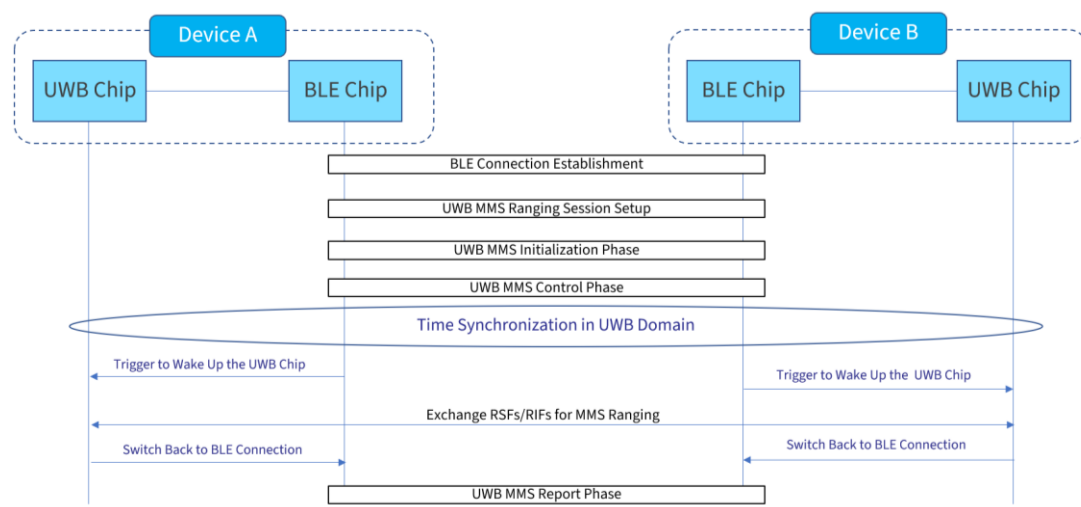 Device A
Device B
UWB Chip
BLE Chip
BLE Chip
UWB Chip
BLE Connection Establishment
UWB MMS Ranging Session Setup
UWB MMS Initialization Phase
UWB MMS Control Phase
Time Synchronization in UWB Domain
Trigger to Wake Up the UWB Chip
Trigger to Wake Up the UWB Chip
Exchange RSFs/RIFs for MMS Ranging
Switch Back to BLE Connection
Switch Back to BLE Connection
UWB MMS Report Phase